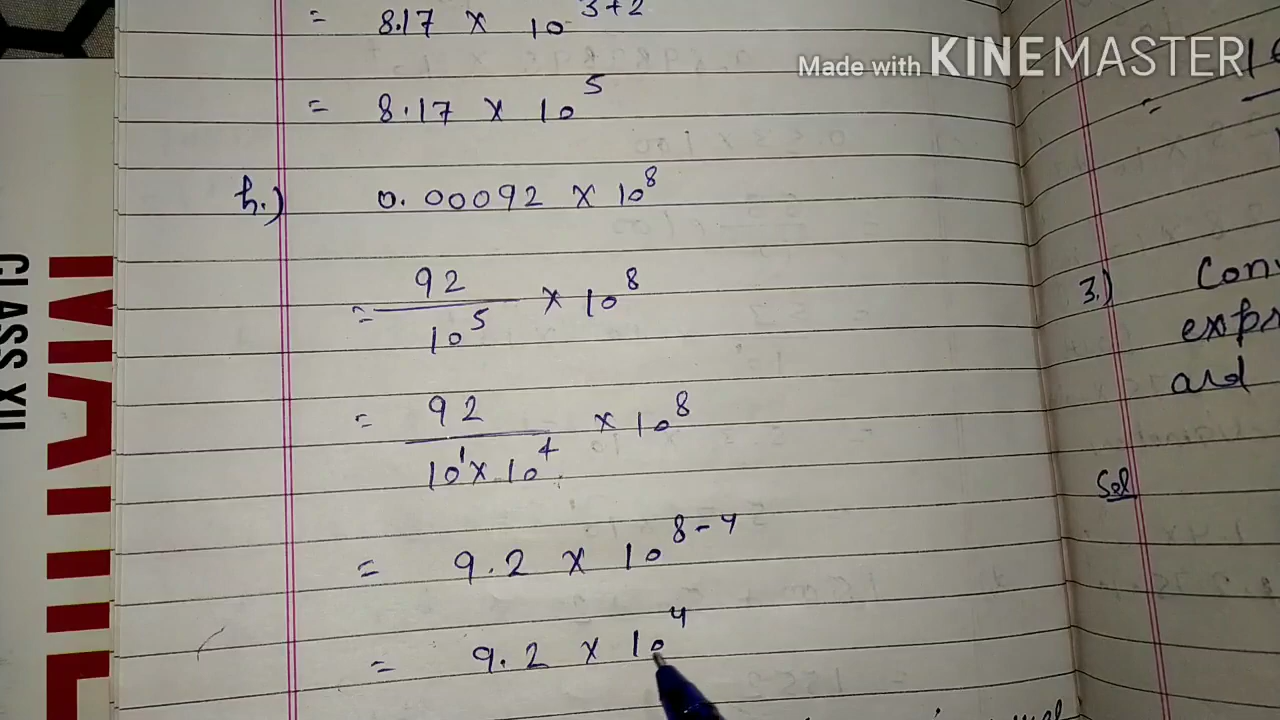 = 8.17 × 10^3+2
Made with KINEMASTER
= 8.17 × 10^5
h.) 0.00092 × 10^8
= 92/10^5 × 10^8
= 92/10^1 × 10^4 × 10^8
= 9.2 × 10^8-4
= 9.2 × 10^4
3.) Con
expr
and
Sol
CLASS XII